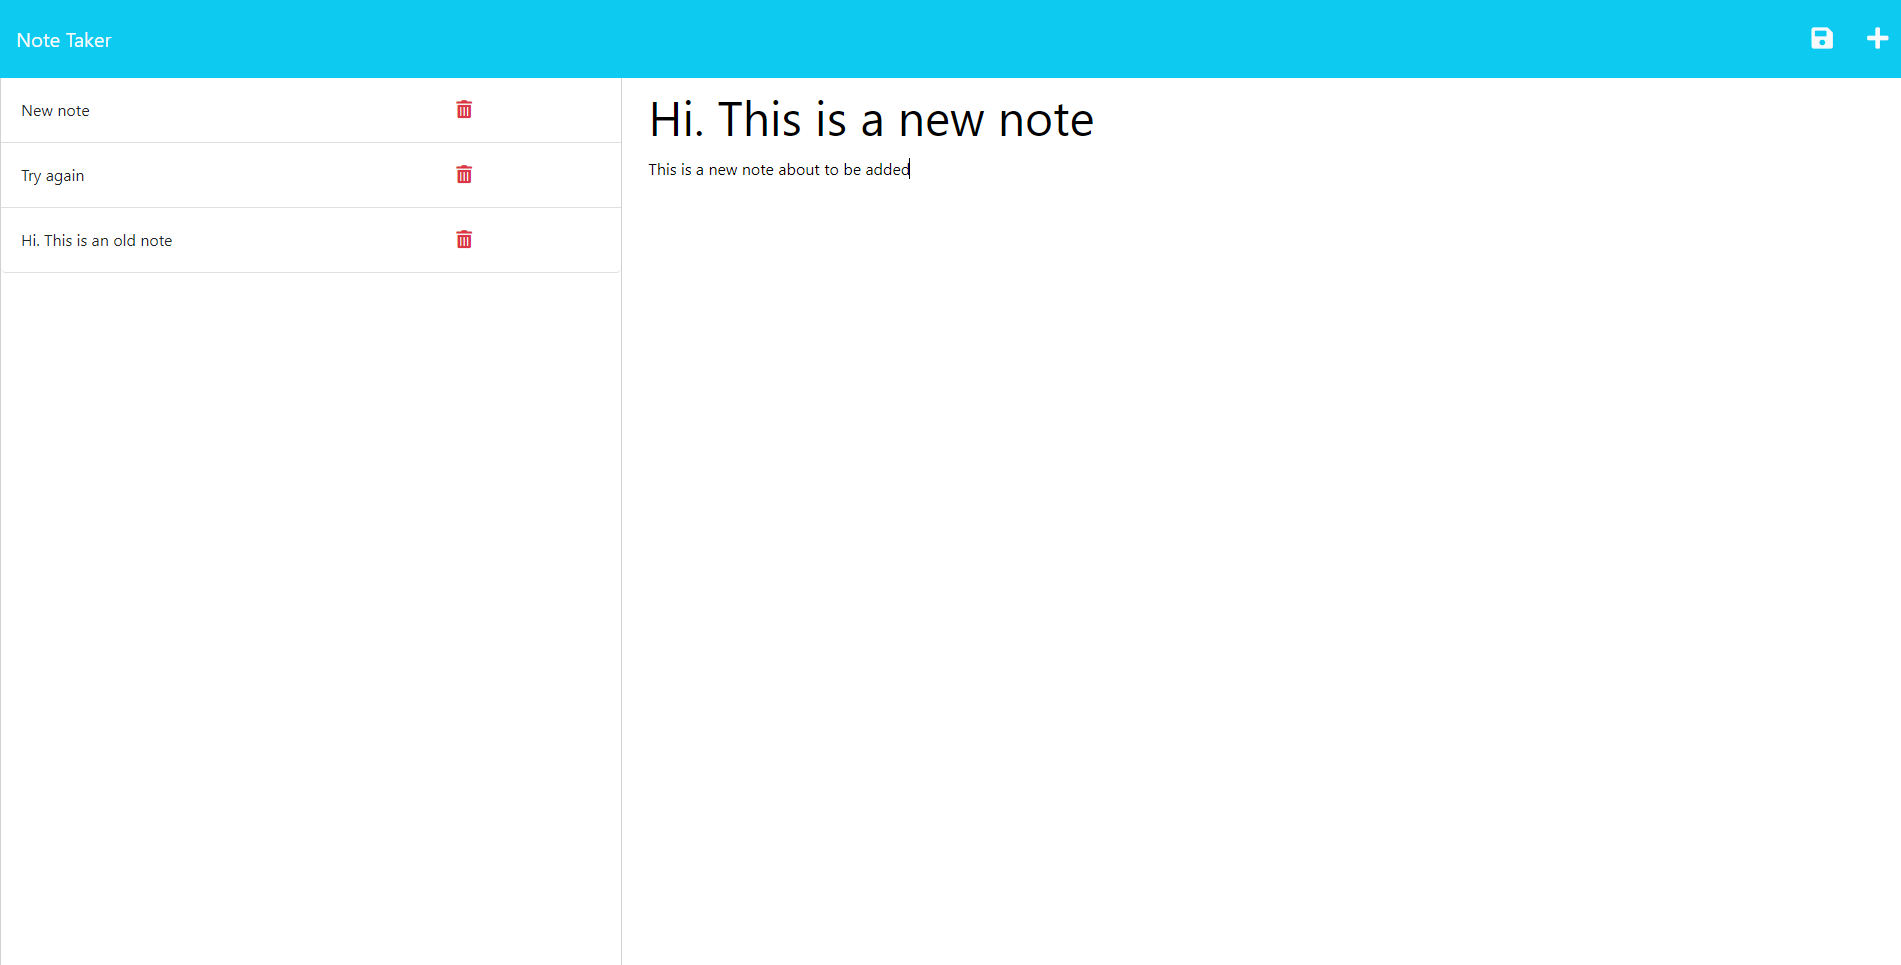 Note Taker
New note
Try again
Hi. This is an old note
Hi. This is a new note
This is a new note about to be added